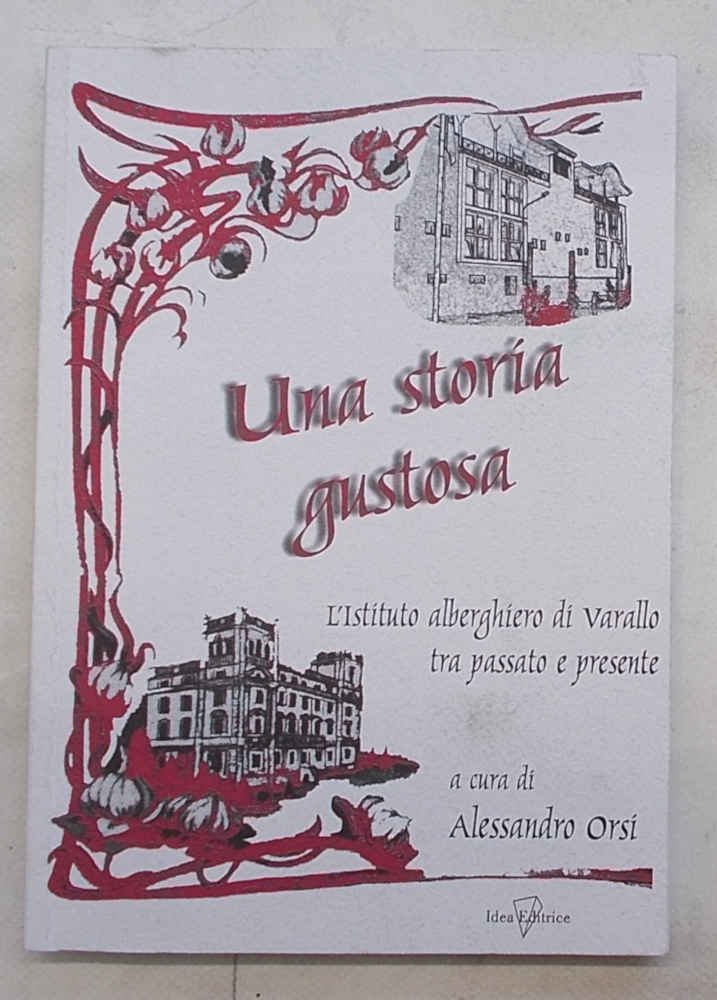 Una storia
gustosa
L'Istituto alberghiero di Varallo
tra passato e presente
a cura di
Alessandro Orsi
Idea Editrice